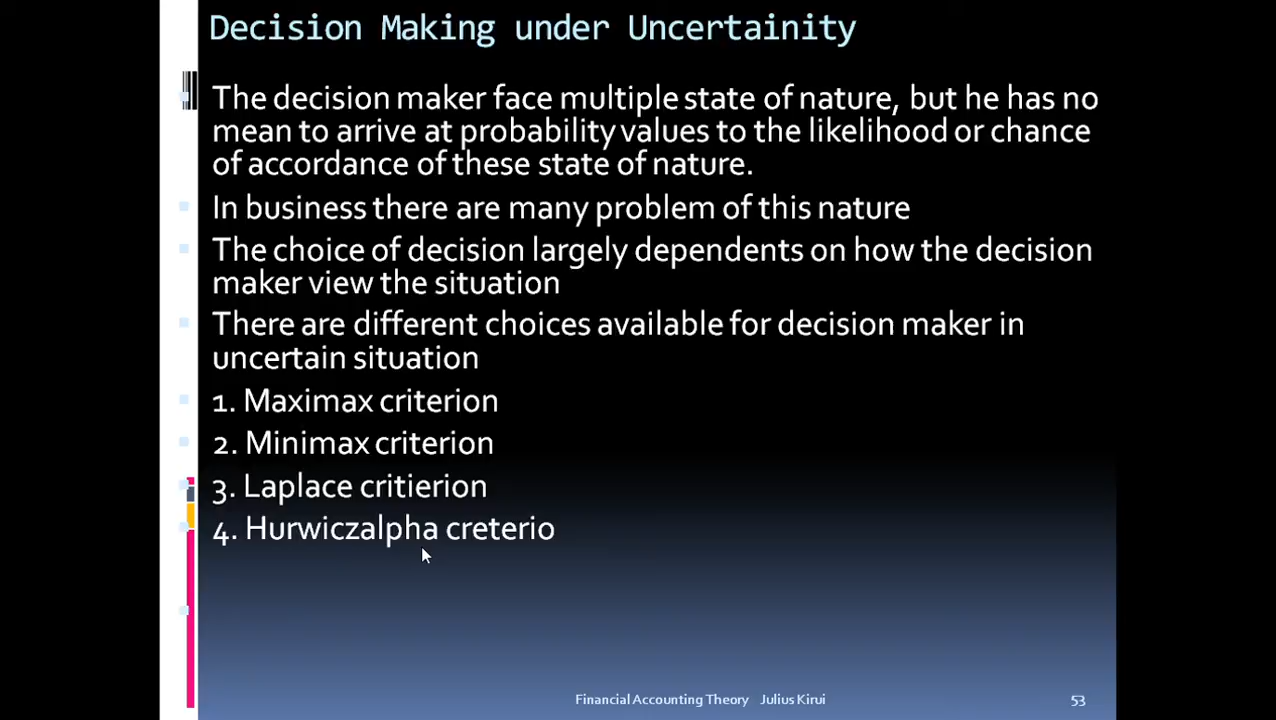 Decision Making under Uncertainity
The decision maker face multiple state of nature, but he has no
mean to arrive at probability values to the likelihood or chance
of accordance of these state of nature.
In business there are many problem of this nature
The choice of decision largely dependents on how the decision
maker view the situation
There are different choices available for decision maker in
uncertain situation
1. Maximax criterion
2. Minimax criterion
3. Laplace critierion
4. Hurwiczalpha creterio
Financial Accounting Theory Julius Kirui 53